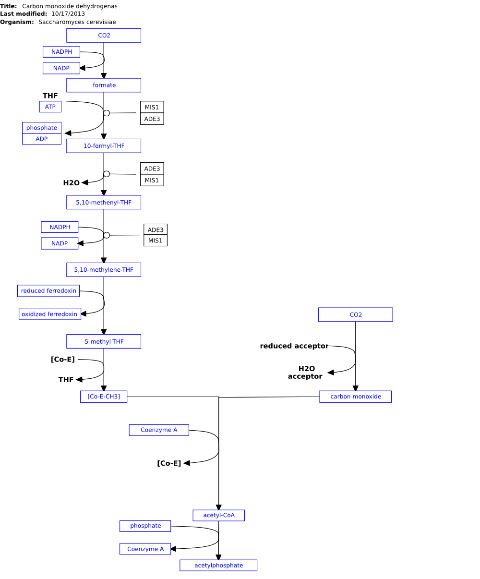 Title: Carbon monoxide dehydrogenas
Last modified: 10/17/2013
Organism: Saccharomyces cerevisiae
CO2
NADPH
NADP
formate
THF
ATP
MIS1
ADE3
phosphate
ADP
10-formyl-THF
ADE3
MIS1
H2O
5,10-methenyl-THF
NADPH
NADP
ADE3
MIS1
5,10-methylene-THF
reduced ferredoxin
oxidized ferredoxin
CO2
5-methyl-THF
reduced acceptor
[Co-E]
THF
H2O
acceptor
[Co-E-CH3]
carbon monoxide
Coenzyme A
[Co-E]
acetyl-CoA
phosphate
Coenzyme A
acetylphosphate